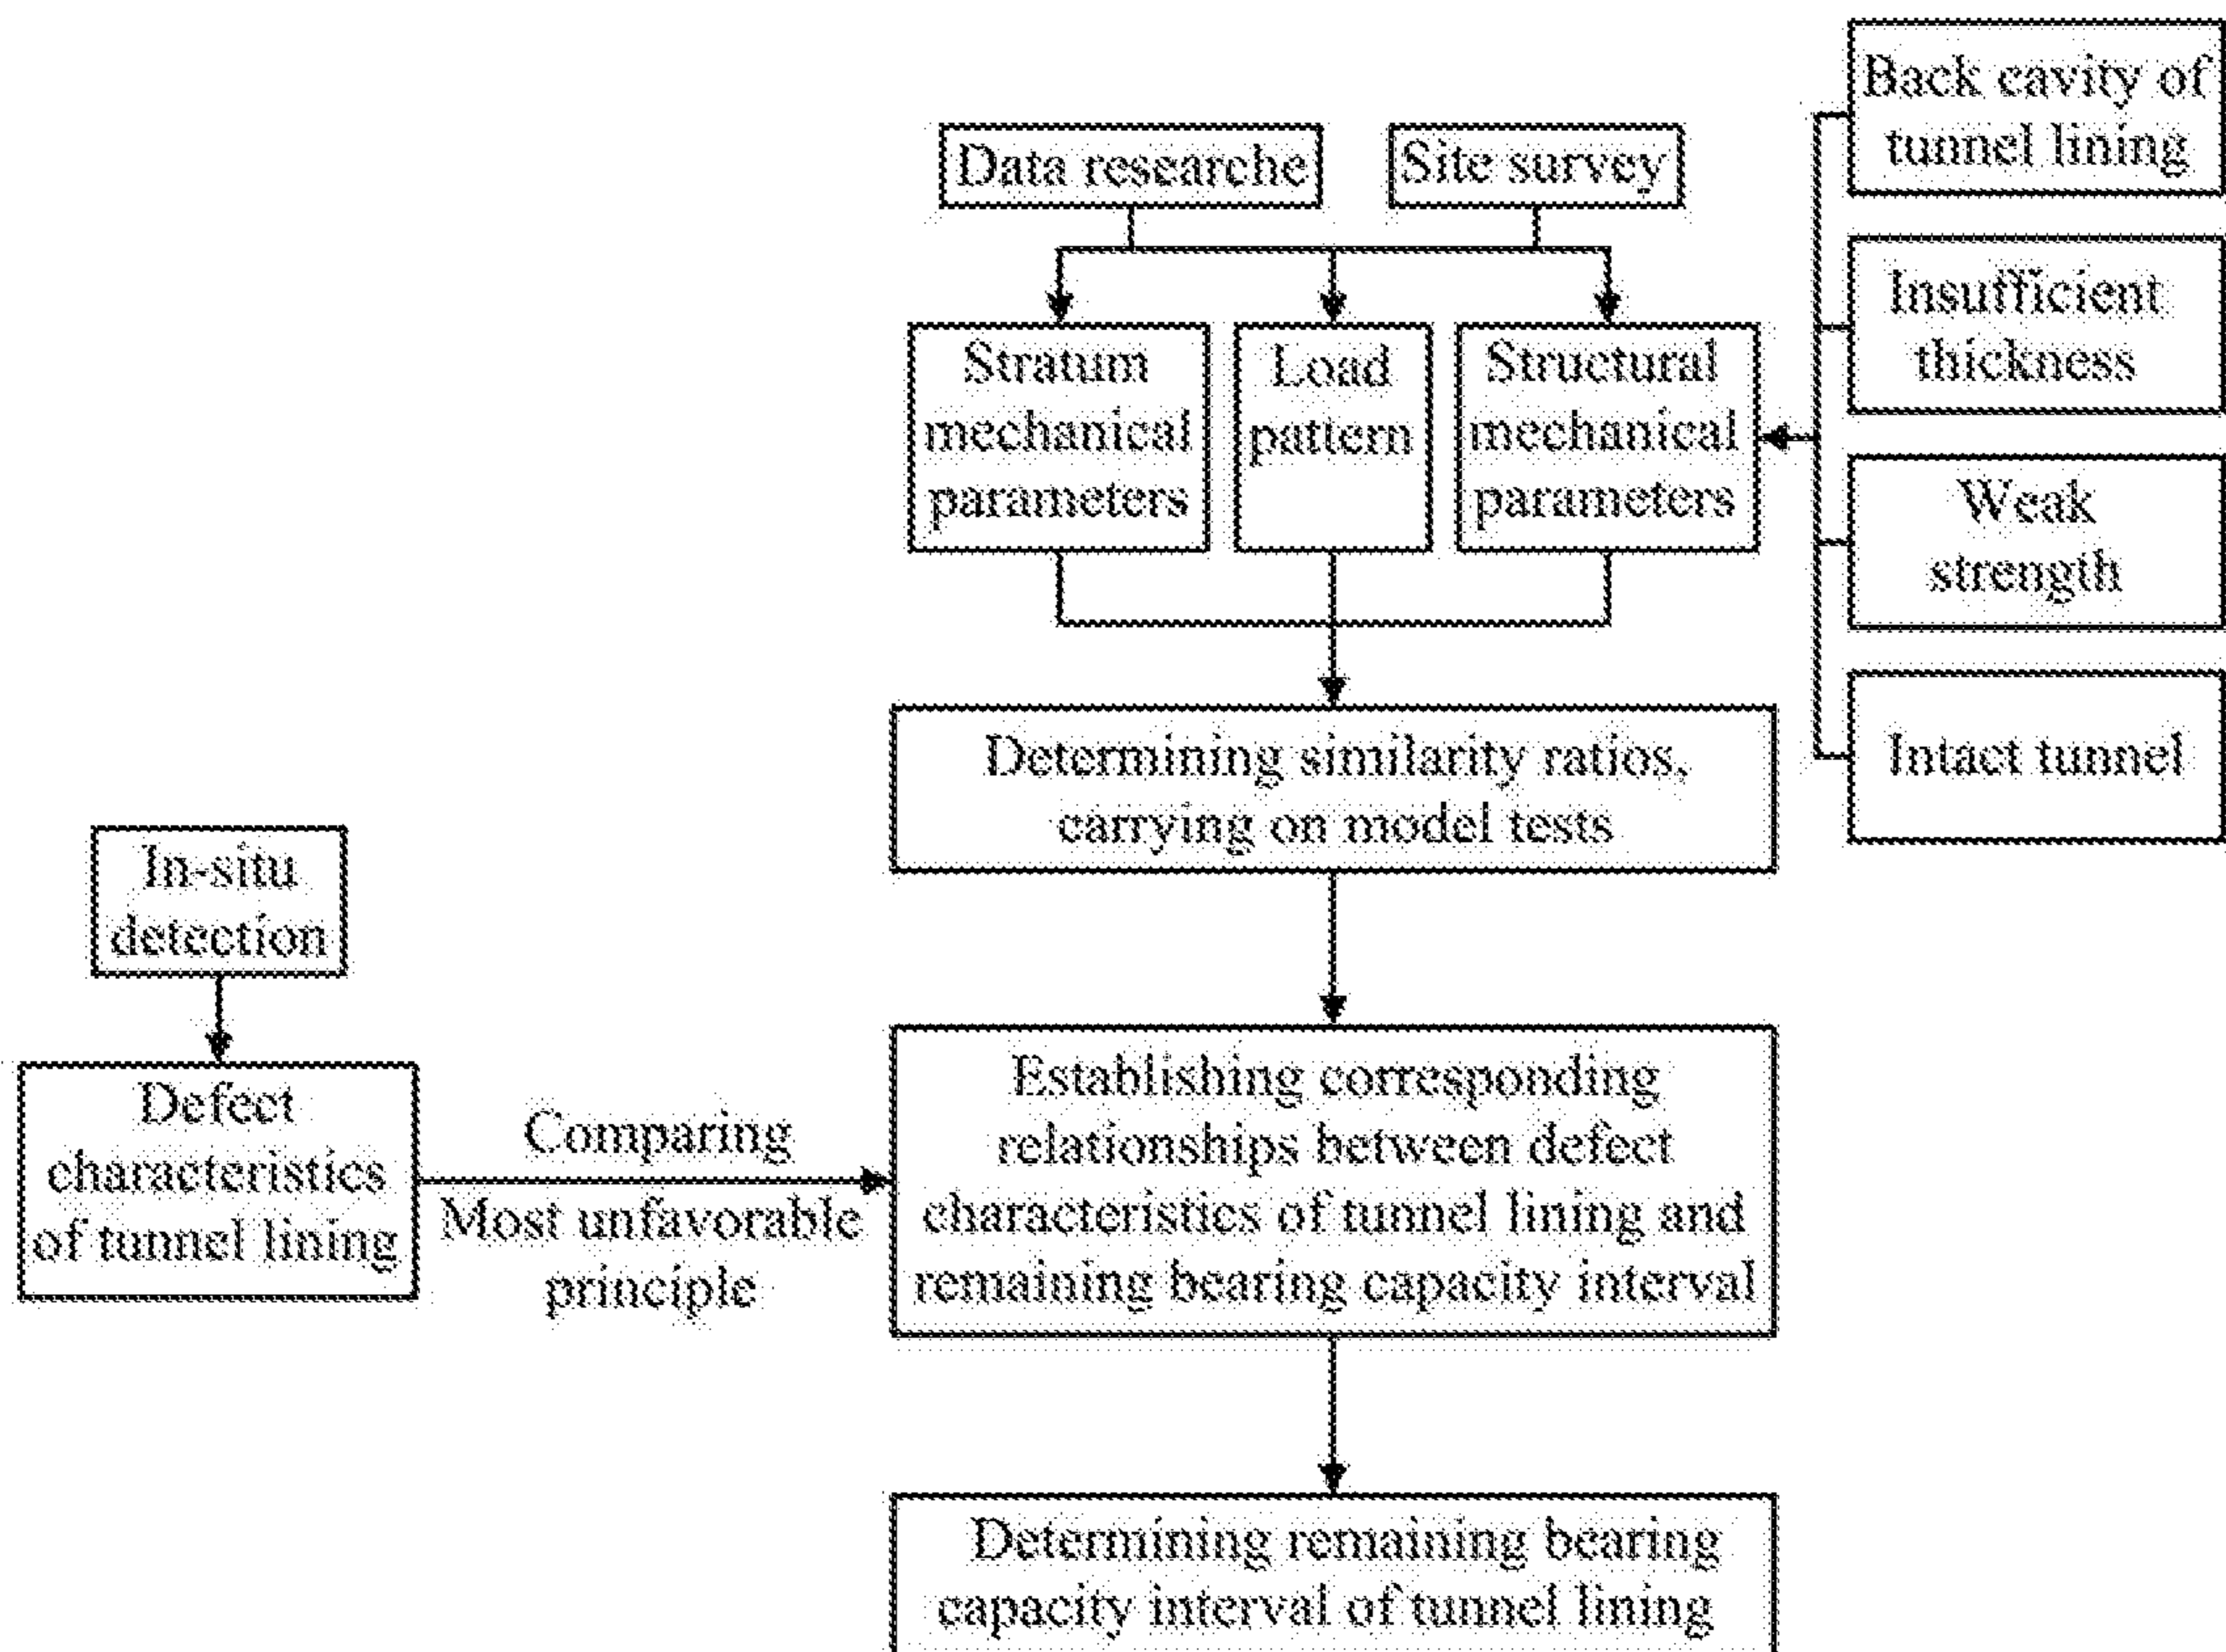 Back cavity of
tunnel lining
Data researche
Site survey
Insufficient
thickness
Stratum
mechanical
parameters
Load
pattern
Structural
mechanical
parameters
Weak
strength
Intact tunnel
Determining similarity ratios,
carrying on model tests
In-situ
detection
Defect
characteristics
of tunnel lining
Comparing
Most unfavorable
principle
Establishing corresponding
relationships between defect
characteristics of tunnel lining and
remaining bearing capacity interval
Determining remaining bearing
capacity interval of tunnel lining